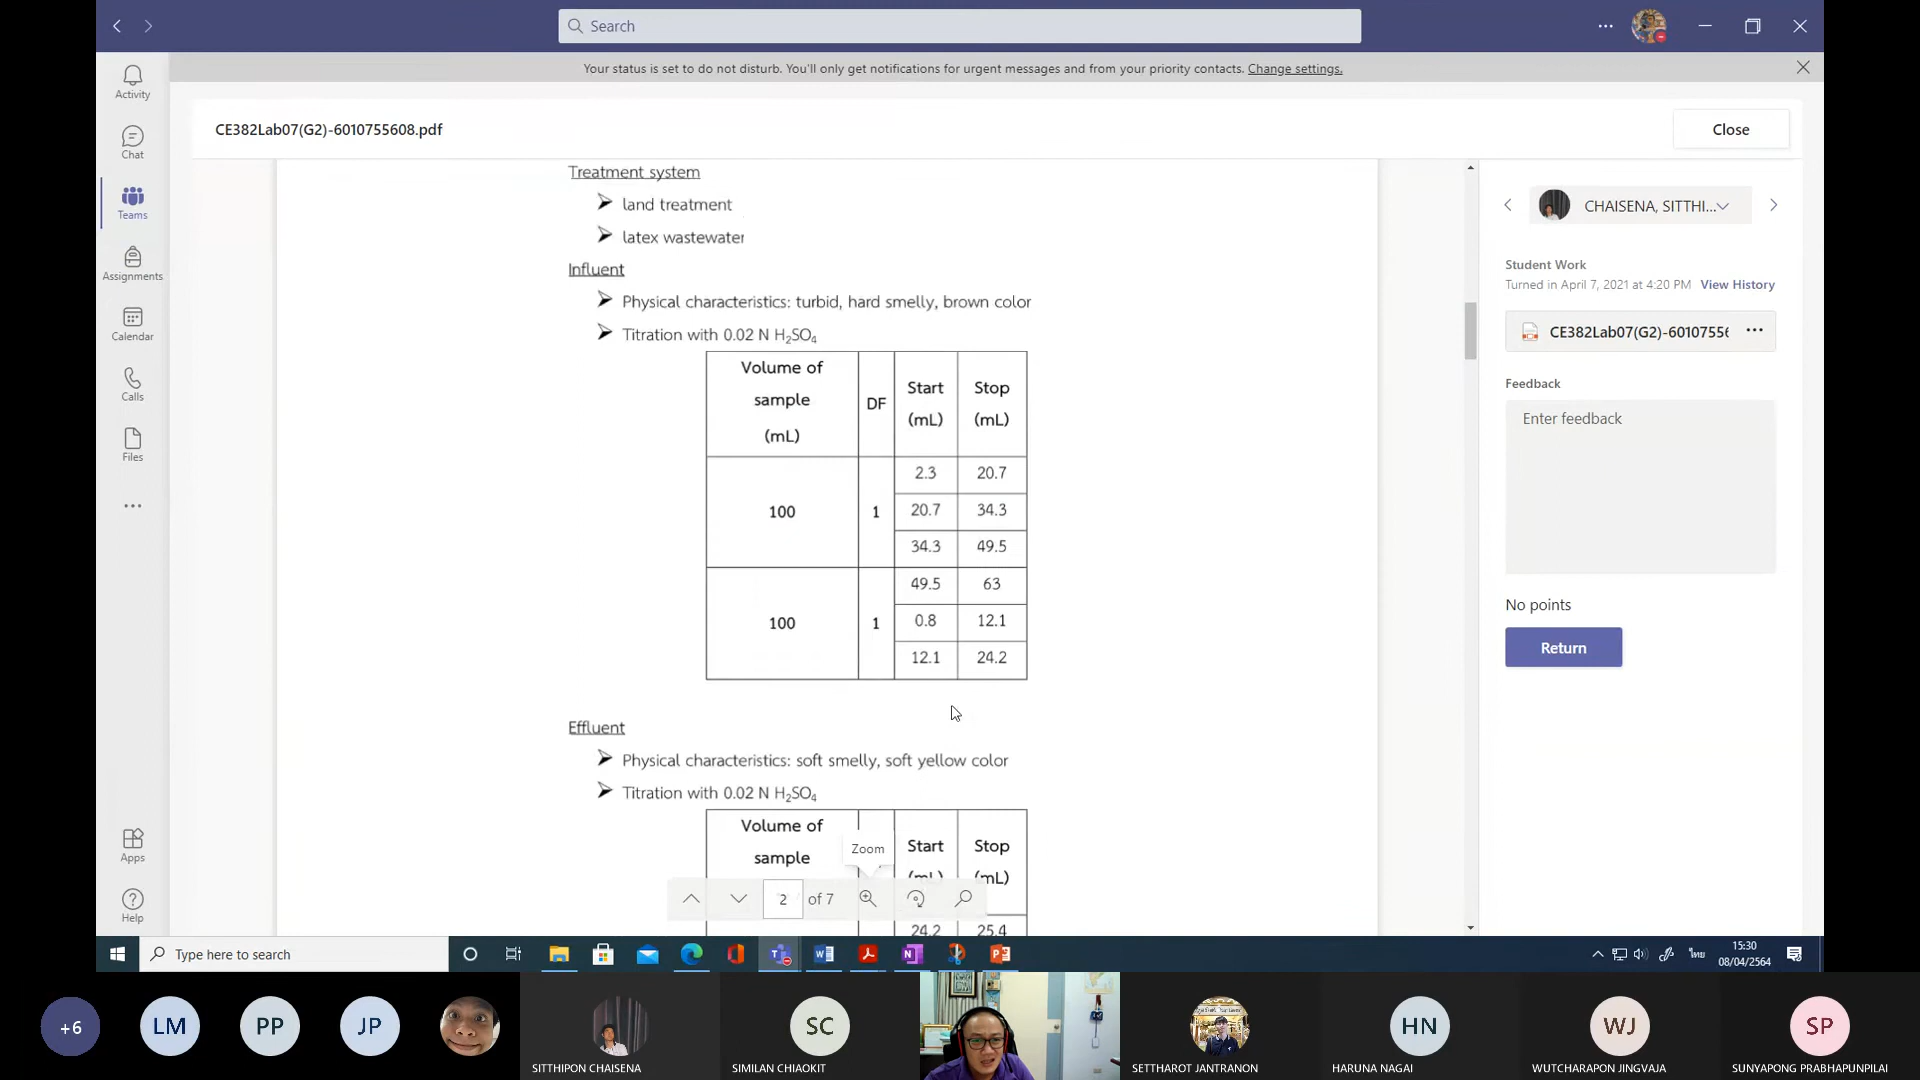 Search
Your status is set to do not disturb. You'll only get notifications for urgent messages and from your priority contacts. Change settings.
Activity
Chat
Teams
Assignments
Calendar
Calls
Files
Apps
Help
CE382Lab07(G2)-6010755608.pdf
Close
Treatment system
land treatment
latex wastewater
Influent
Physical characteristics: turbid, hard smelly, brown color
Titration with 0.02 N H₂SO₄
Volume of sample (mL) DF Start (mL) Stop (mL)
100 1 2.3 20.7
20.7 34.3
34.3 49.5
100 1 49.5 63
0.8 12.1
12.1 24.2
Effluent
Physical characteristics: soft smelly, soft yellow color
Titration with 0.02 N H₂SO₄
Volume of sample Start (mL) Stop (mL)
24.2 25.4
Zoom
2 of 7
CHAISENA, SITTHI...
Student Work
Turned in April 7, 2021 at 4:20 PM View History
CE382Lab07(G2)-6010755
Feedback
Enter feedback
No points
Return
Type here to search
ไทย
15:30
08/04/2564
+6
LM
PP
JP
SITTHIPON CHAISENA
SC
SIMILAN CHIAOKIT
SETTHAROT JANTRANON
HN
HARUNA NAGAI
WJ
WUTCHARAPON JINGVAJA
SP
SUNYAPONG PRABHAPUNPILAI